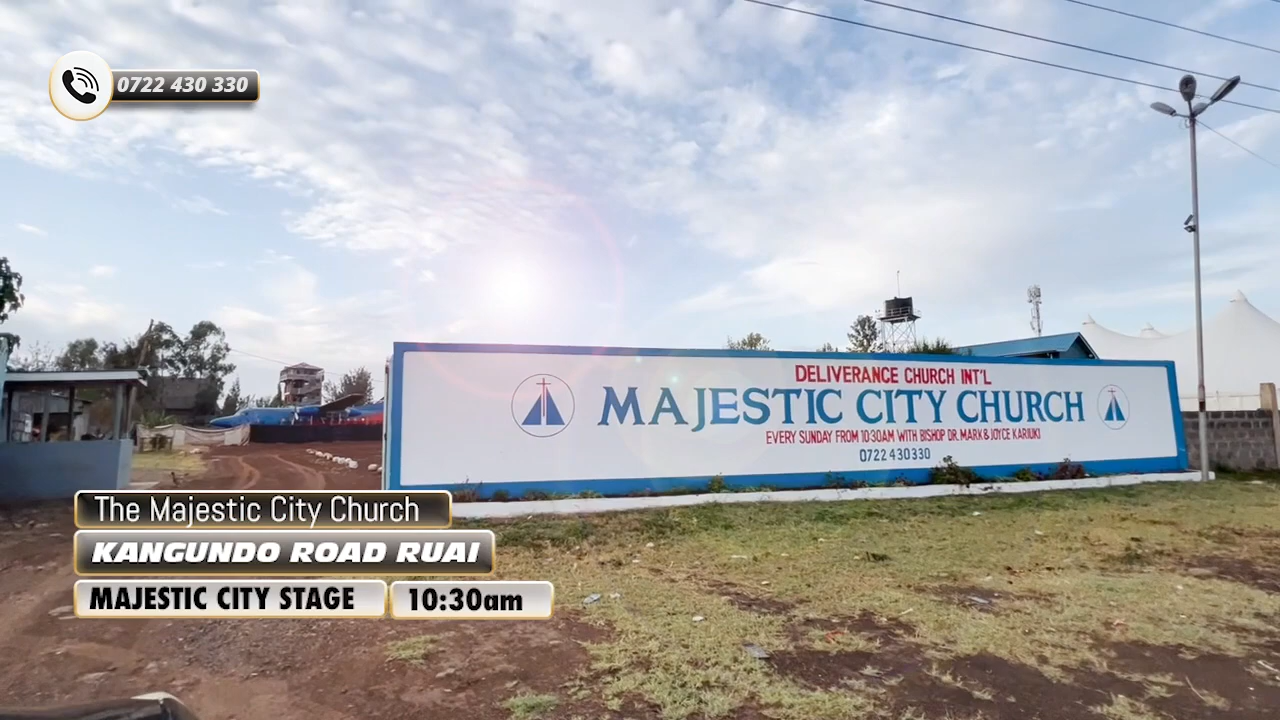 0722 430 330
DELIVERANCE CHURCH INT'L
MAJESTIC CITY CHURCH
EVERY SUNDAY FROM 10:30AM WITH BISHOP DR. MARK & JOYCE KARIUKI
0722 430330
The Majestic City Church
KANGUNDO ROAD RUAI
MAJESTIC CITY STAGE 10:30am